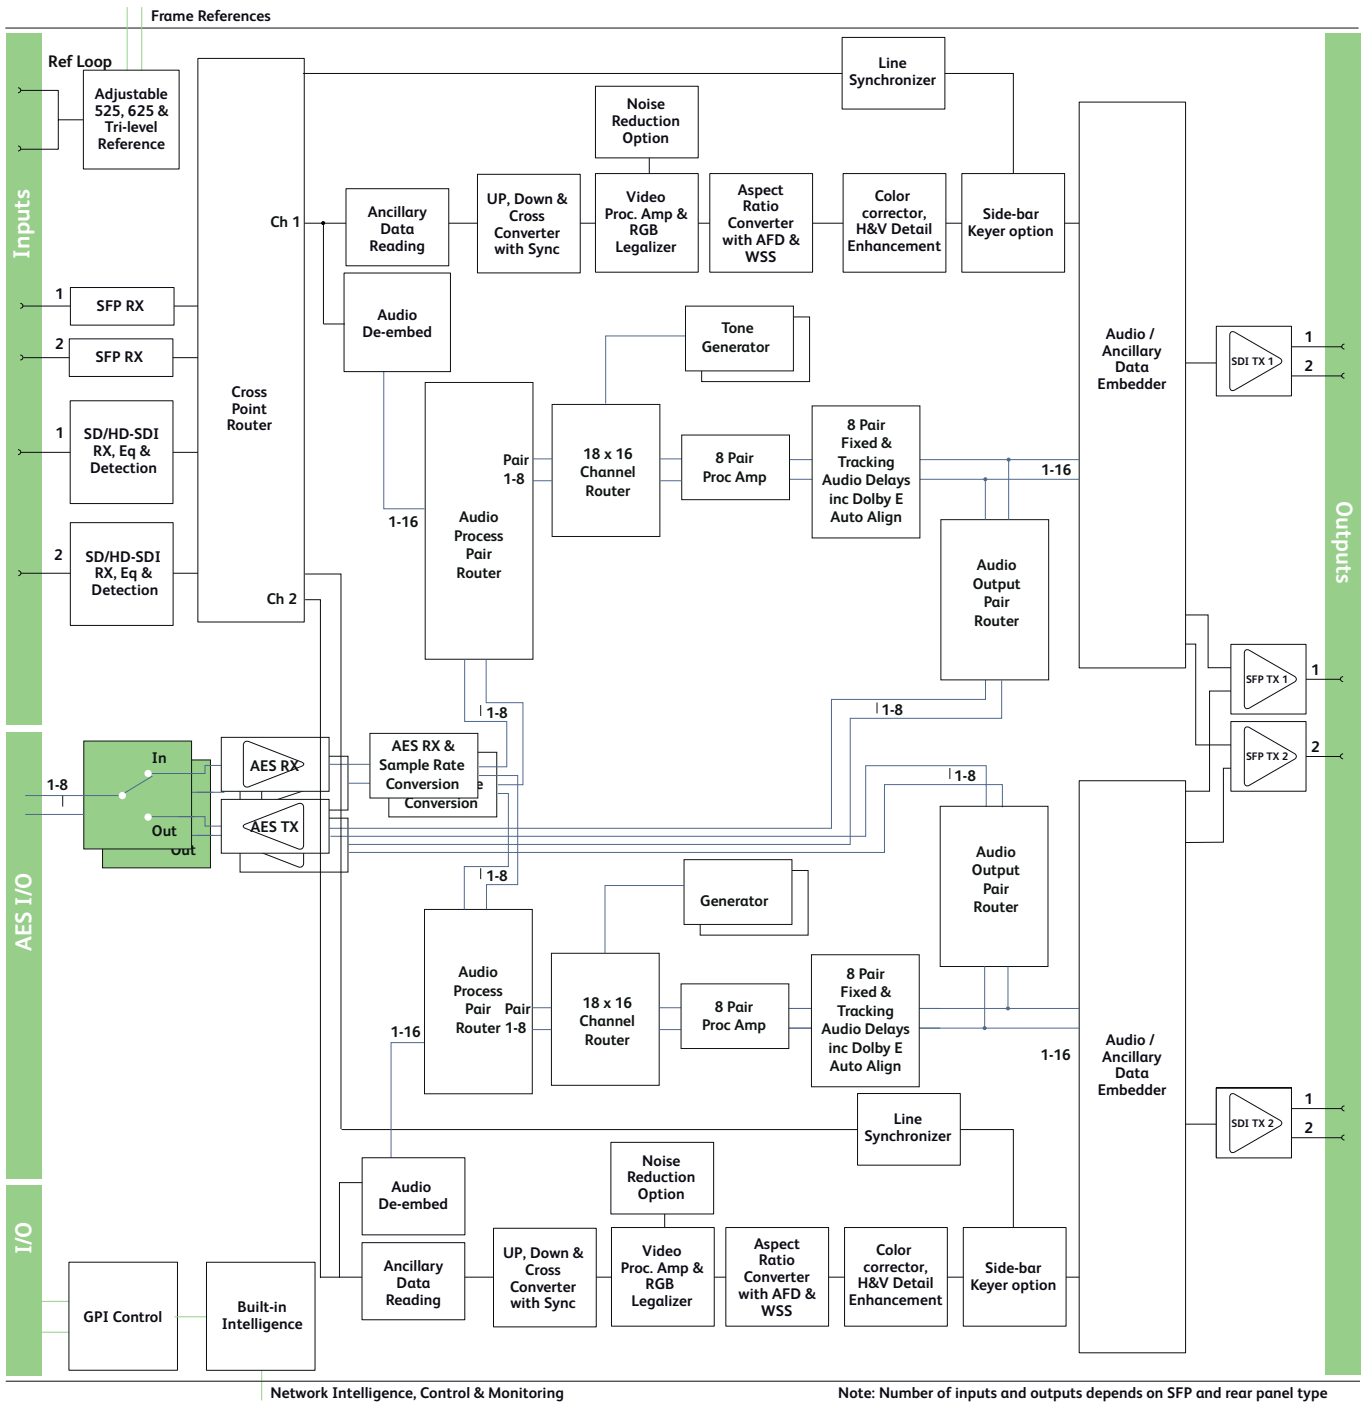 Frame References
Ref Loop
Adjustable
525, 625 &
Tri-level
Reference
Inputs
1
SFP RX
2
SFP RX
1
SD/HD-SDI
RX, Eq &
Detection
2
SD/HD-SDI
RX, Eq &
Detection
Cross
Point
Router
Ch 1
Ch 2
Line
Synchronizer
Noise
Reduction
Option
Ancillary
Data
Reading
UP, Down &
Cross
Converter
with Sync
Video
Proc. Amp &
RGB
Legalizer
Aspect
Ratio
Converter
with AFD &
WSS
Color
corrector,
H&V Detail
Enhancement
Side-bar
Keyer option
Audio
De-embed
Tone
Generator
Audio
Process
Pair
Router
Pair
1-8
1-16
18 x 16
Channel
Router
8 Pair
Proc Amp
8 Pair
Fixed &
Tracking
Audio Delays
inc Dolby E
Auto Align
1-16
Audio
Output
Pair
Router
Audio /
Ancillary
Data
Embedder
SDI TX 1
1
2
Outputs
SFP TX 1
1
SFP TX 2
2
1-8
1-8
AES I/O
1-8
In
Out
Out
AES RX
AES TX
AES RX &
Sample Rate
Conversion
e
Conversion
1-8
1-8
Audio
Output
Pair
Router
Generator
Audio
Process
Pair
Router
Pair
1-8
1-16
18 x 16
Channel
Router
8 Pair
Proc Amp
8 Pair
Fixed &
Tracking
Audio Delays
inc Dolby E
Auto Align
1-16
Audio /
Ancillary
Data
Embedder
SDI TX 2
1
2
Line
Synchronizer
Noise
Reduction
Option
Audio
De-embed
Ancillary
Data
Reading
UP, Down &
Cross
Converter
with Sync
Video
Proc. Amp &
RGB
Legalizer
Aspect
Ratio
Converter
with AFD &
WSS
Color
corrector,
H&V Detail
Enhancement
Side-bar
Keyer option
I/O
GPI Control
Built-in
Intelligence
Network Intelligence, Control & Monitoring
Note: Number of inputs and outputs depends on SFP and rear panel type